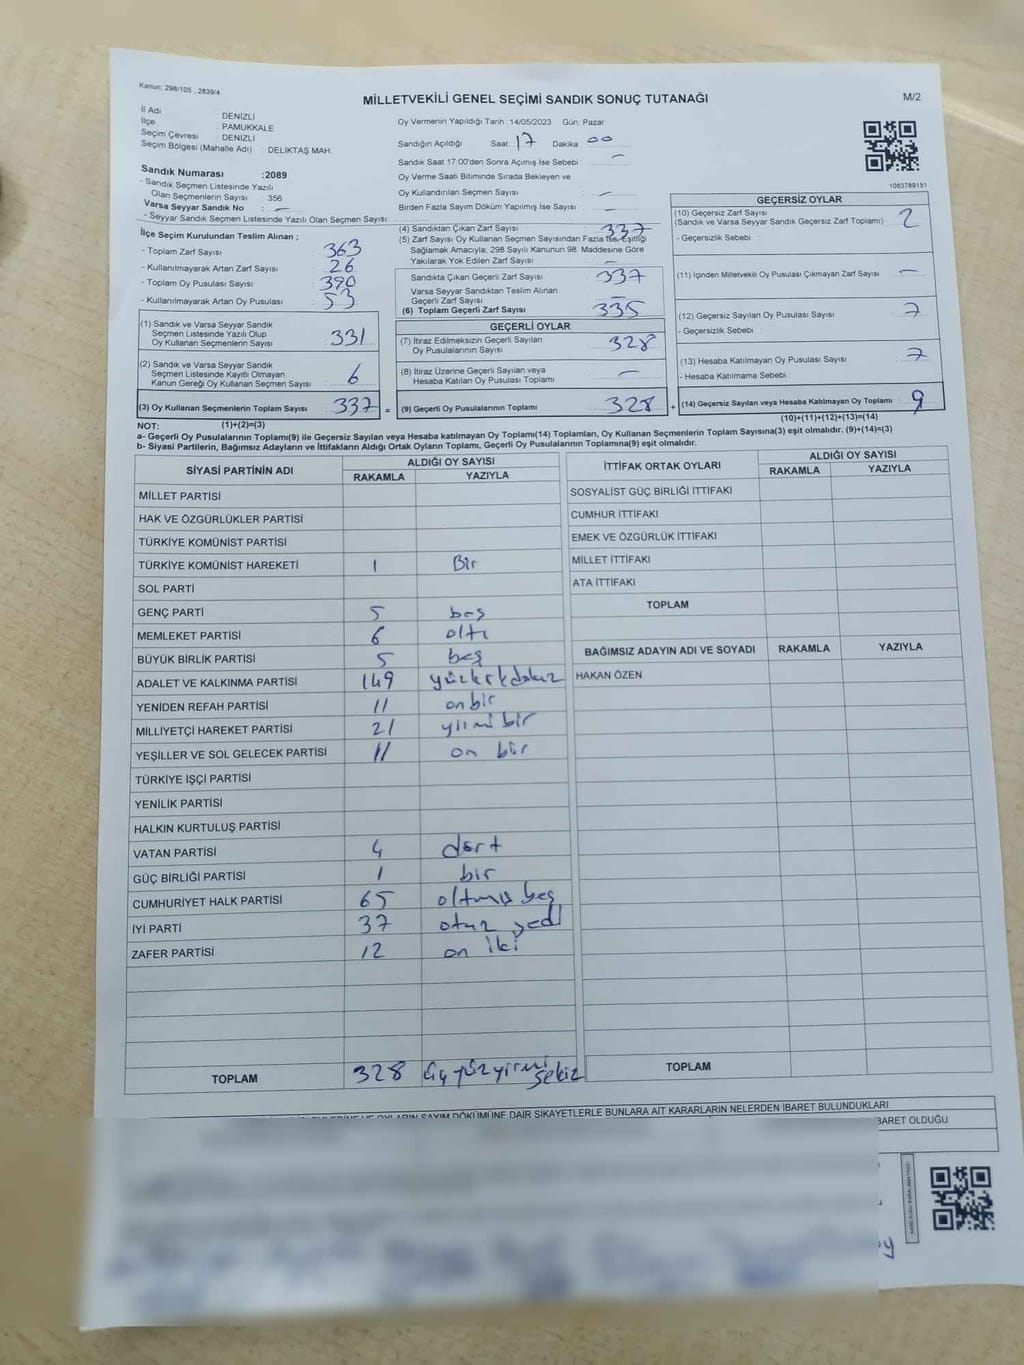 Kanun: 298/105 , 2839/4
MİLLETVEKİLİ GENEL SEÇİMİ SANDIK SONUÇ TUTANAĞI
M/2
İl Adı : DENİZLİ
İlçe : PAMUKKALE
Seçim Çevresi : DENİZLİ
Seçim Bölgesi (Mahalle Adı) : DELİKTAŞ MAH.
Sandık Numarası :2089
- Sandık Seçmen Listesinde Yazılı
Olan Seçmenlerin Sayısı : 356
Varsa Seyyar Sandık No : —
- Seyyar Sandık Seçmen Listesinde Yazılı Olan Seçmen Sayısı:
Oy Vermenin Yapıldığı Tarih :14/05/2023 Gün: Pazar
Sandığın Açıldığı Saat : 17 Dakika : 00
Sandık Saat 17:00'den Sonra Açılmış İse Sebebi : —
Oy Verme Saati Bitiminde Sırada Bekleyen ve
Oy Kullandırılan Seçmen Sayısı : —
Birden Fazla Sayım Döküm Yapılmış İse Sayısı : —
1083789151
İlçe Seçim Kurulundan Teslim Alınan ;
- Toplam Zarf Sayısı : 363
- Kullanılmayarak Artan Zarf Sayısı : 26
- Toplam Oy Pusulası Sayısı : 390
- Kullanılmayarak Artan Oy Pusulası : 53
(1) Sandık ve Varsa Seyyar Sandık
Seçmen Listesinde Yazılı Olup
Oy Kullanan Seçmenlerin Sayısı : 331
(2) Sandık ve Varsa Seyyar Sandık
Seçmen Listesinde Kayıtlı Olmayan
Kanun Gereği Oy Kullanan Seçmen Sayısı : 6
(3) Oy Kullanan Seçmenlerin Toplam Sayısı : 337 =
(4) Sandıktan Çıkan Zarf Sayısı : 337
(5) Zarf Sayısı Oy Kullanan Seçmen Sayısından Fazla İse, Eşitliği
Sağlamak Amacıyla; 298 Sayılı Kanunun 98. Maddesine Göre
Yakılarak Yok Edilen Zarf Sayısı : —
Sandıkta Çıkan Geçerli Zarf Sayısı : 337
Varsa Seyyar Sandıktan Teslim Alınan
Geçerli Zarf Sayısı : —
(6) Toplam Geçerli Zarf Sayısı : 335
GEÇERLİ OYLAR
(7) İtiraz Edilmeksizin Geçerli Sayılan
Oy Pusulalarının Sayısı : 328
(8) İtiraz Üzerine Geçerli Sayılan veya
Hesaba Katılan Oy Pusulası Toplamı : —
(9) Geçerli Oy Pusulalarının Toplamı : 328 +
GEÇERSİZ OYLAR
(10) Geçersiz Zarf Sayısı
(Sandık ve Varsa Seyyar Sandık Geçersiz Zarf Toplamı) : 2
- Geçersizlik Sebebi :
(11) İçinden Milletvekili Oy Pusulası Çıkmayan Zarf Sayısı : —
(12) Geçersiz Sayılan Oy Pusulası Sayısı : 7
- Geçersizlik Sebebi :
(13) Hesaba Katılmayan Oy Pusulası Sayısı : 7
- Hesaba Katılmama Sebebi :
(14) Geçersiz Sayılan veya Hesaba Katılmayan Oy Toplamı : 9
NOT: (1)+(2)=(3)
(10)+(11)+(12)+(13)=(14)
a- Geçerli Oy Pusulalarının Toplamı(9) ile Geçersiz Sayılan veya Hesaba katılmayan Oy Toplamı(14) Toplamları, Oy Kullanan Seçmenlerin Toplam Sayısına(3) eşit olmalıdır. (9)+(14)=(3)
b- Siyasi Partilerin, Bağımsız Adayların ve İttifakların Aldığı Ortak Oyların Toplamı, Geçerli Oy Pusulalarının Toplamına(9) eşit olmalıdır.
SİYASİ PARTİNİN ADI ALDIĞI OY SAYISI
RAKAMLA YAZIYLA
MİLLET PARTİSİ
HAK VE ÖZGÜRLÜKLER PARTİSİ
TÜRKİYE KOMÜNİST PARTİSİ
TÜRKİYE KOMÜNİST HAREKETİ 1 Bir
SOL PARTİ
GENÇ PARTİ 5 beş
MEMLEKET PARTİSİ 6 altı
BÜYÜK BİRLİK PARTİSİ 5 beş
ADALET VE KALKINMA PARTİSİ 149 yüzkırkdokuz
YENİDEN REFAH PARTİSİ 11 onbir
MİLLİYETÇİ HAREKET PARTİSİ 21 yirmi bir
YEŞİLLER VE SOL GELECEK PARTİSİ 11 on bir
TÜRKİYE İŞÇİ PARTİSİ
YENİLİK PARTİSİ
HALKIN KURTULUŞ PARTİSİ
VATAN PARTİSİ 4 dört
GÜÇ BİRLİĞİ PARTİSİ 1 bir
CUMHURİYET HALK PARTİSİ 65 altmış beş
İYİ PARTİ 37 otuz yedi
ZAFER PARTİSİ 12 on iki
TOPLAM 328 üçyüzyirmi sekiz
İTTİFAK ORTAK OYLARI ALDIĞI OY SAYISI
RAKAMLA YAZIYLA
SOSYALİST GÜÇ BİRLİĞİ İTTİFAKI
CUMHUR İTTİFAKI
EMEK VE ÖZGÜRLÜK İTTİFAKI
MİLLET İTTİFAKI
ATA İTTİFAKI
TOPLAM
BAĞIMSIZ ADAYIN ADI VE SOYADI RAKAMLA YAZIYLA
HAKAN ÖZEN
TOPLAM
OYLARIN SAYIM DÖKÜMÜNE DAİR ŞİKAYETLERLE BUNLARA AİT KARARLARIN NELERDEN İBARET BULUNDUKLARI
İBARET OLDUĞU